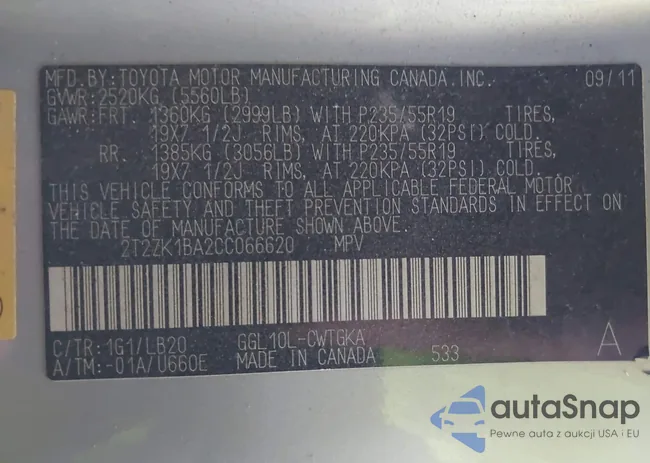 MFD.BY:TOYOTA MOTOR MANUFACTURING CANADA,INC. 09/11
GVWR:2520KG (5560LB)
GAWR:FRT. 1360KG (2999LB) WITH P235/55R19 TIRES,
19X7 1/2J RIMS, AT 220KPA (32PSI) COLD.
RR. 1385KG (3056LB) WITH P235/55R19 TIRES,
19X7 1/2J RIMS, AT 220KPA (32PSI) COLD.
THIS VEHICLE CONFORMS TO ALL APPLICABLE FEDERAL MOTOR
VEHICLE SAFETY AND THEFT PREVENTION STANDARDS IN EFFECT ON
THE DATE OF MANUFACTURE SHOWN ABOVE.
2T2ZK1BA2CC066620 MPV
C/TR:1G1/LB20 GGL10L-CWTGKA
A/TM:-01A/U660E MADE IN CANADA 533 A
autaSnap
Pewne auta z aukcji USA i EU